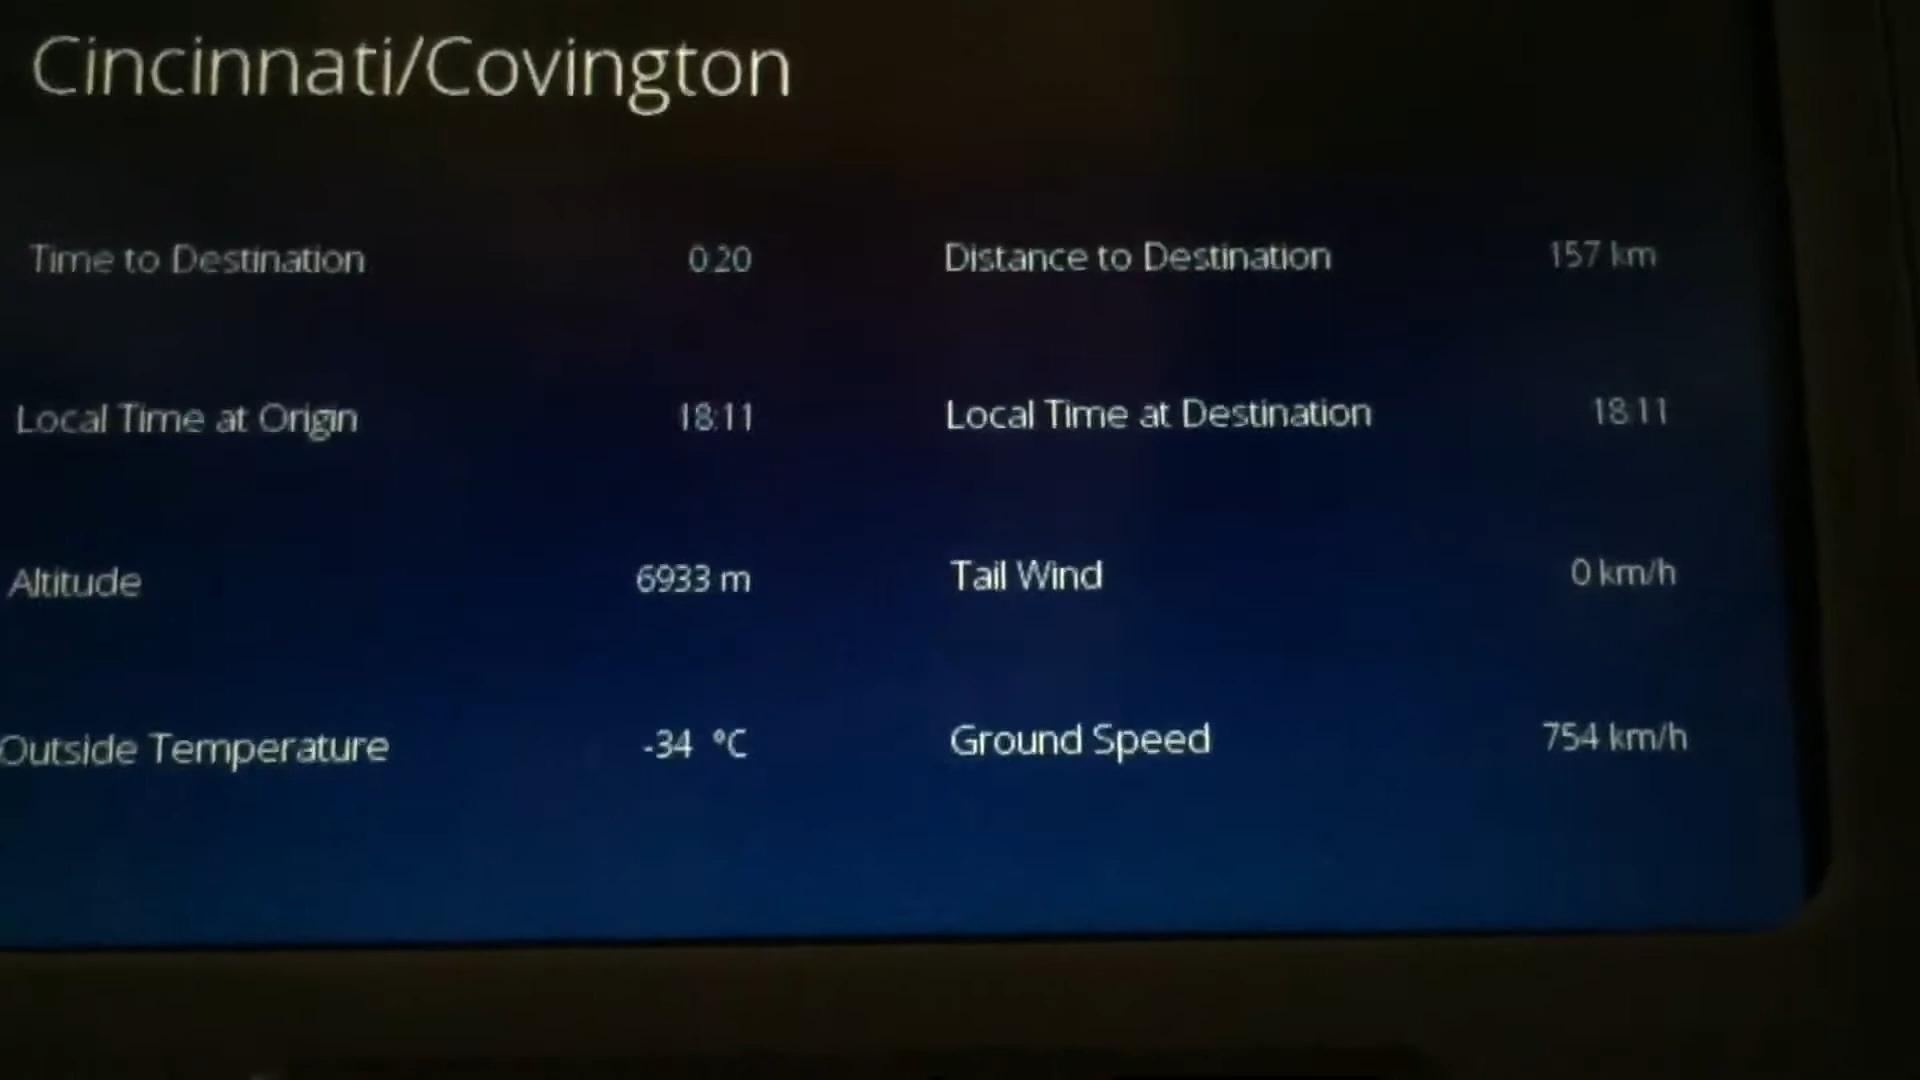 Cincinnati/Covington
Time to Destination 0:20 Distance to Destination 157 km
Local Time at Origin 18:11 Local Time at Destination 18:11
Altitude 6933 m Tail Wind 0 km/h
Outside Temperature -34 °C Ground Speed 754 km/h